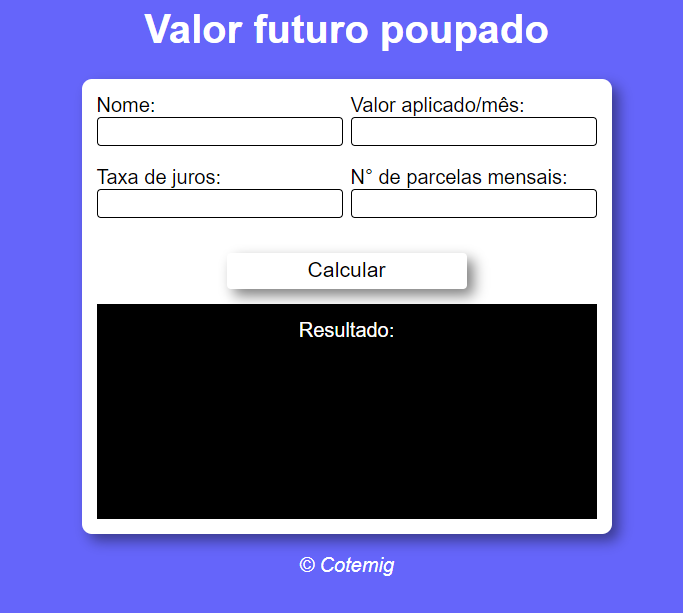 Valor futuro poupado
Nome: Valor aplicado/mês:
Taxa de juros: N° de parcelas mensais:
Calcular
Resultado:
© Cotemig